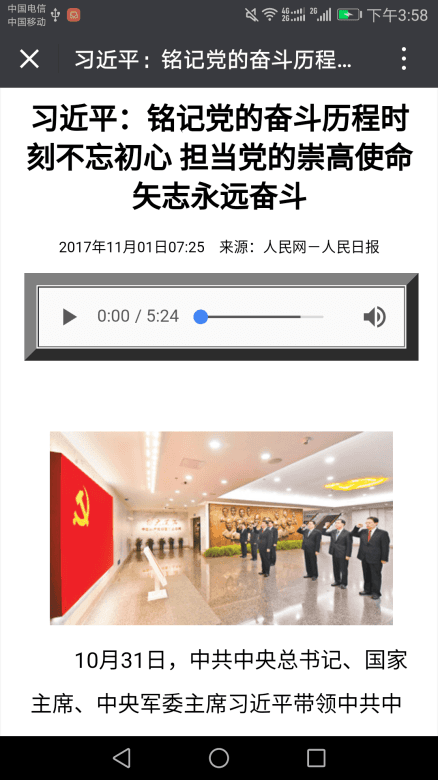 中国电信
中国移动
4G
2G
2G
下午3:58
习近平：铭记党的奋斗历程...
习近平：铭记党的奋斗历程时
刻不忘初心 担当党的崇高使命
矢志永远奋斗
2017年11月01日07:25 来源：人民网－人民日报
0:00 / 5:24
10月31日，中共中央总书记、国家
主席、中央军委主席习近平带领中共中